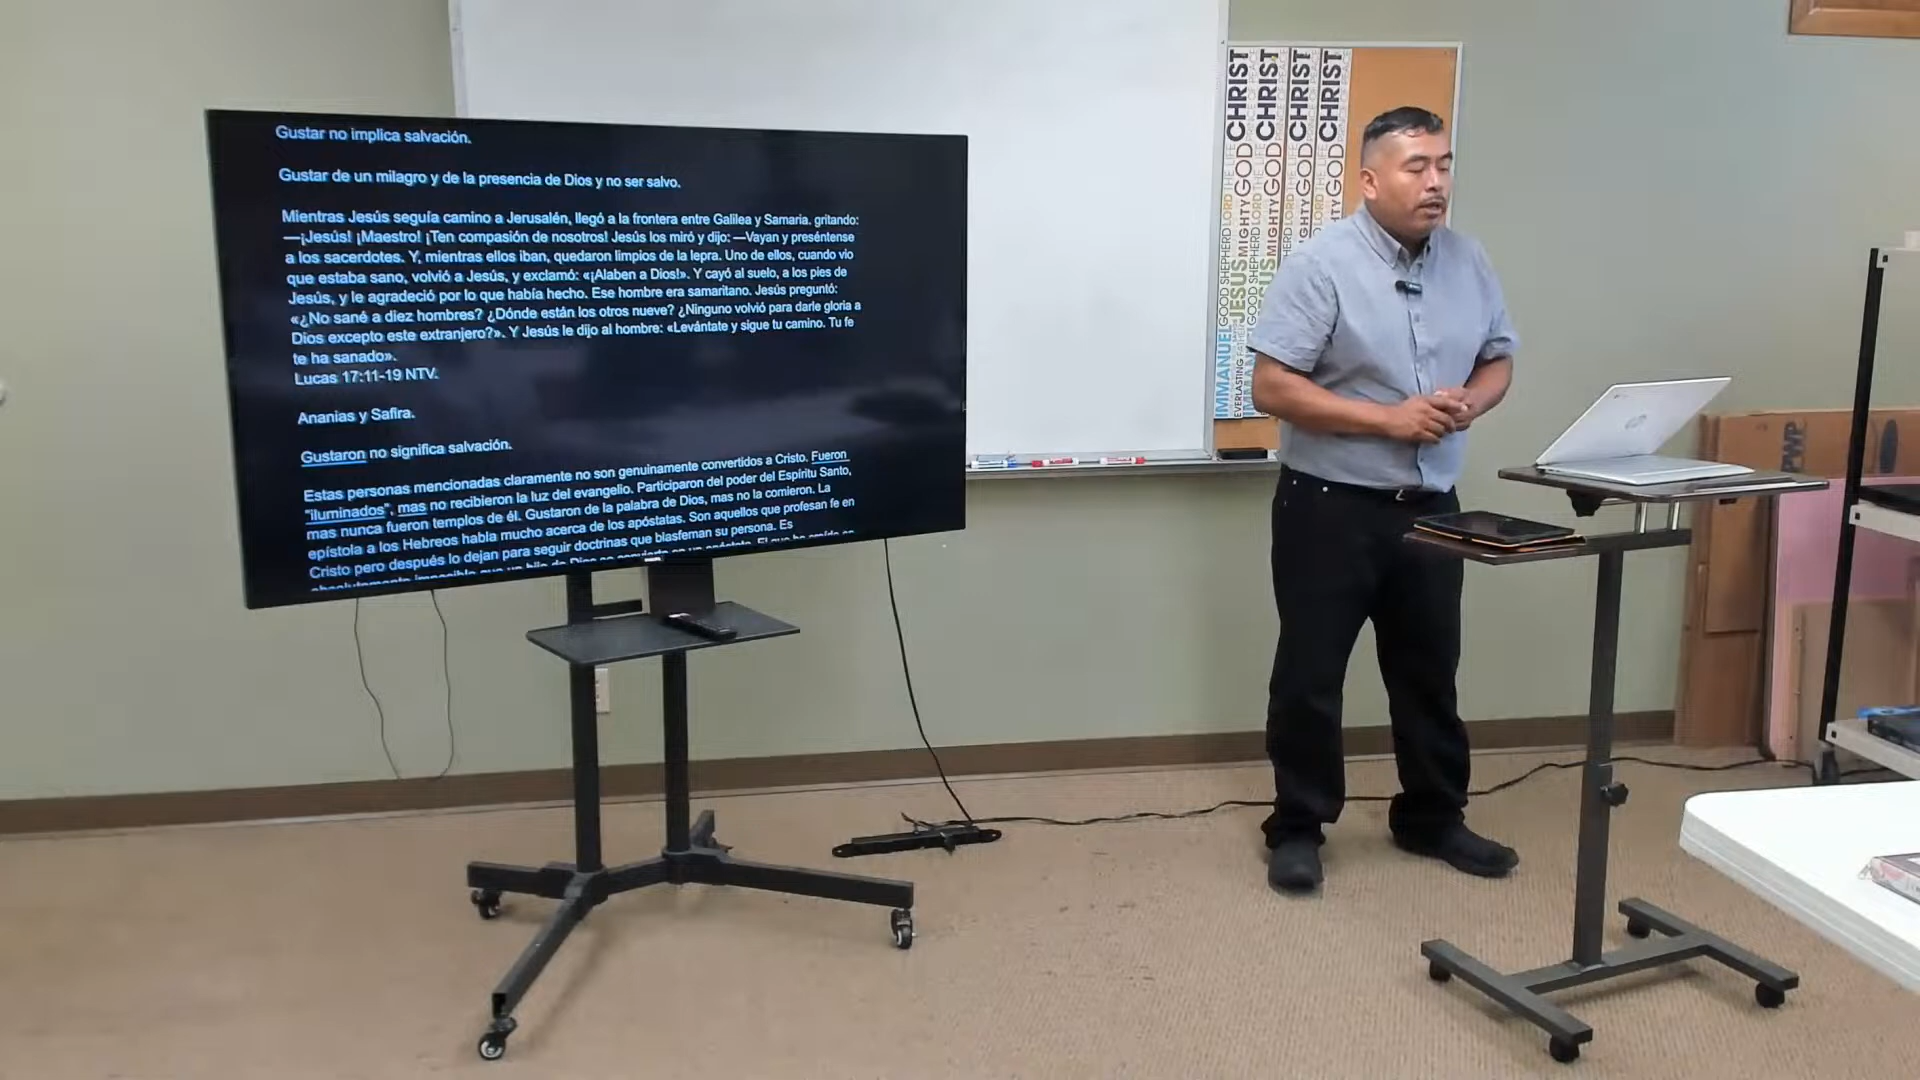 Gustar no implica salvación.
Gustar de un milagro y de la presencia de Dios y no ser salvo.
Mientras Jesús seguía camino a Jerusalén, llegó a la frontera entre Galilea y Samaria. gritando:
—¡Jesús! ¡Maestro! ¡Ten compasión de nosotros! Jesús los miró y dijo: —Vayan y preséntense
a los sacerdotes. Y, mientras ellos iban, quedaron limpios de la lepra. Uno de ellos, cuando vio
que estaba sano, volvió a Jesús, y exclamó: «¡Alaben a Dios!». Y cayó al suelo, a los pies de
Jesús, y le agradeció por lo que había hecho. Ese hombre era samaritano. Jesús preguntó:
«¿No sané a diez hombres? ¿Dónde están los otros nueve? ¿Ninguno volvió para darle gloria a
Dios excepto este extranjero?». Y Jesús le dijo al hombre: «Levántate y sigue tu camino. Tu fe
te ha sanado».
Lucas 17:11-19 NTV.
Ananias y Safira.
Gustaron no significa salvación.
Estas personas mencionadas claramente no son genuinamente convertidos a Cristo. Fueron
"iluminados", mas no recibieron la luz del evangelio. Participaron del poder del Espíritu Santo,
mas nunca fueron templos de él. Gustaron de la palabra de Dios, mas no la comieron. La
epístola a los Hebreos habla mucho acerca de los apóstatas. Son aquellos que profesan fe en
Cristo pero después lo dejan para seguir doctrinas que blasfeman su persona. Es
CHRIST CHRIST CHRIST CHRIST
MIGHTY GOD MIGHTY GOD
JESUS
IMMANUEL
GOOD SHEPHERD LORD THE LIFE
EVERLASTING
hp